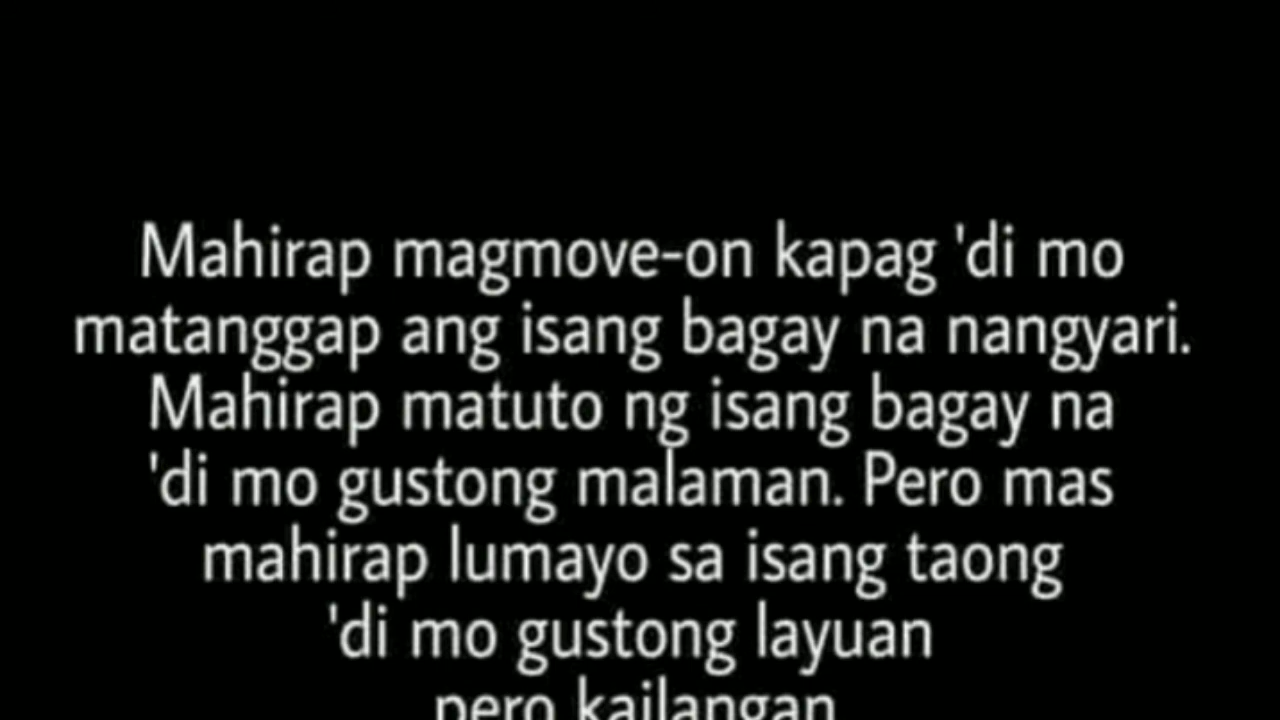 Mahirap magmove-on kapag 'di mo
matanggap ang isang bagay na nangyari.
Mahirap matuto ng isang bagay na
'di mo gustong malaman. Pero mas
mahirap lumayo sa isang taong
'di mo gustong layuan
pero kailangan